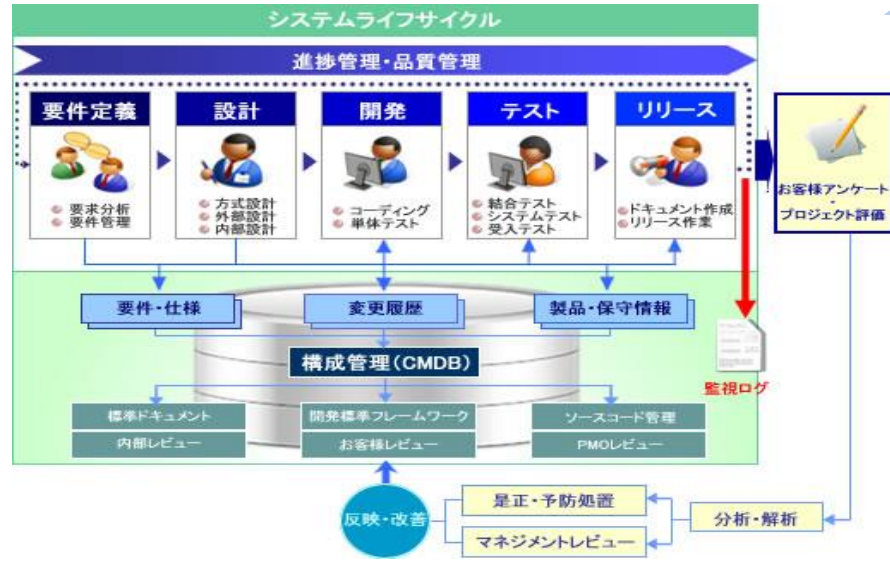 システムライフサイクル
進捗管理・品質管理
要件定義
設計
開発
テスト
リリース
要求分析
要件管理
方式設計
外部設計
内部設計
コーディング
単体テスト
結合テスト
システムテスト
受入テスト
ドキュメント作成
リリース作業
お客様アンケート
・
プロジェクト評価
要件・仕様
変更履歴
製品・保守情報
構成管理(CMDB)
監視ログ
標準ドキュメント
開発標準フレームワーク
ソースコード管理
内部レビュー
お客様レビュー
PMOレビュー
反映・改善
是正・予防処置
マネジメントレビュー
分析・解析